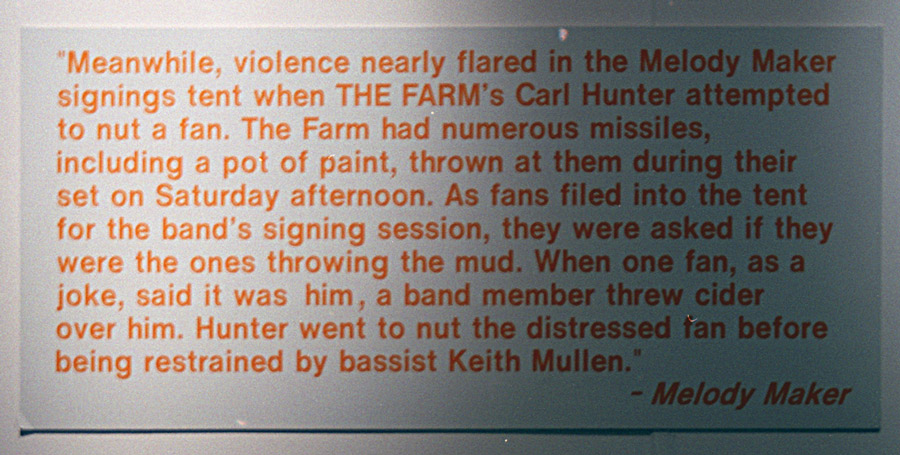 "Meanwhile, violence nearly flared in the Melody Maker
signings tent when THE FARM's Carl Hunter attempted
to nut a fan. The Farm had numerous missiles,
including a pot of paint, thrown at them during their
set on Saturday afternoon. As fans filed into the tent
for the band's signing session, they were asked if they
were the ones throwing the mud. When one fan, as a
joke, said it was him, a band member threw cider
over him. Hunter went to nut the distressed fan before
being restrained by bassist Keith Mullen."
- Melody Maker